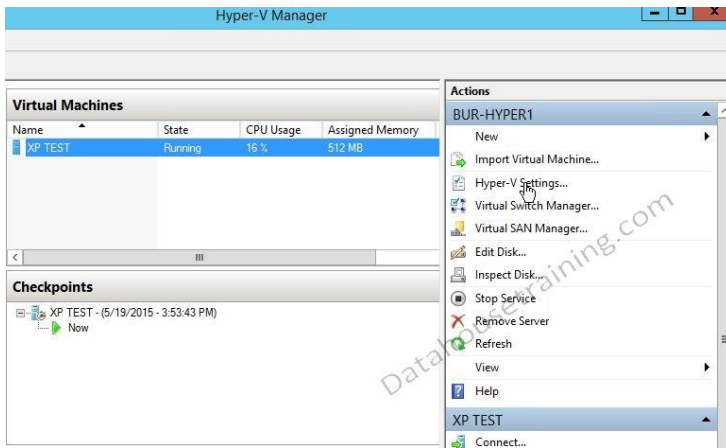 Hyper-V Manager
Virtual Machines
Name State CPU Usage Assigned Memory
XP TEST Running 16 % 512 MB
Checkpoints
XP TEST - (5/19/2015 - 3:53:43 PM)
Now
Actions
BUR-HYPER1
New
Import Virtual Machine...
Hyper-V Settings...
Virtual Switch Manager...
Virtual SAN Manager...
Edit Disk...
Inspect Disk...
Stop Service
Remove Server
Refresh
View
Help
XP TEST
Connect...
Datahousetraining.com